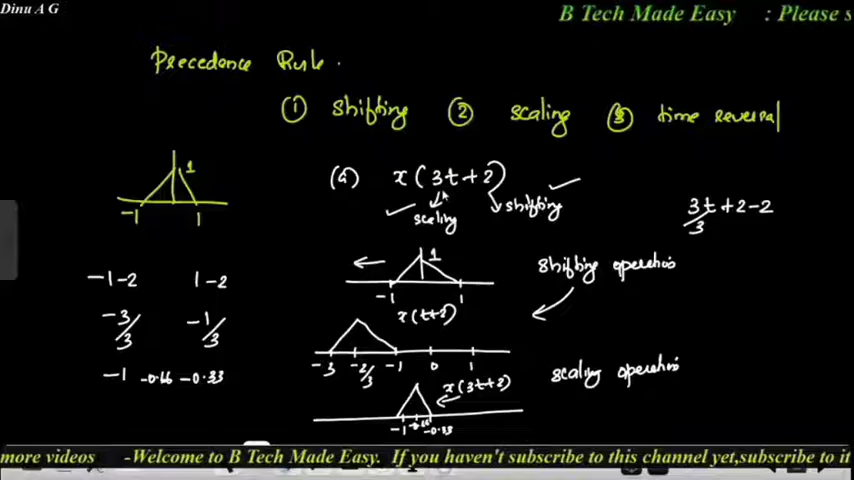 Dinu A G
B Tech Made Easy : Please s
Precedence Rule .
① shifting ② scaling ③ time reversal
1
-1 1
(a) x(3t+2)
scaling
shifting
3t/3 +2-2
1
-1 1
shifting operation
-1-2 1-2
x(t+2)
-3/3 -1/3
-3 -2/3 -1 0 1
-1 -0.66 -0.33
x(3t+2)
scaling operation
-1 -0.66 -0.33
more videos -Welcome to B Tech Made Easy. If you haven't subscribe to this channel yet,subscribe to it